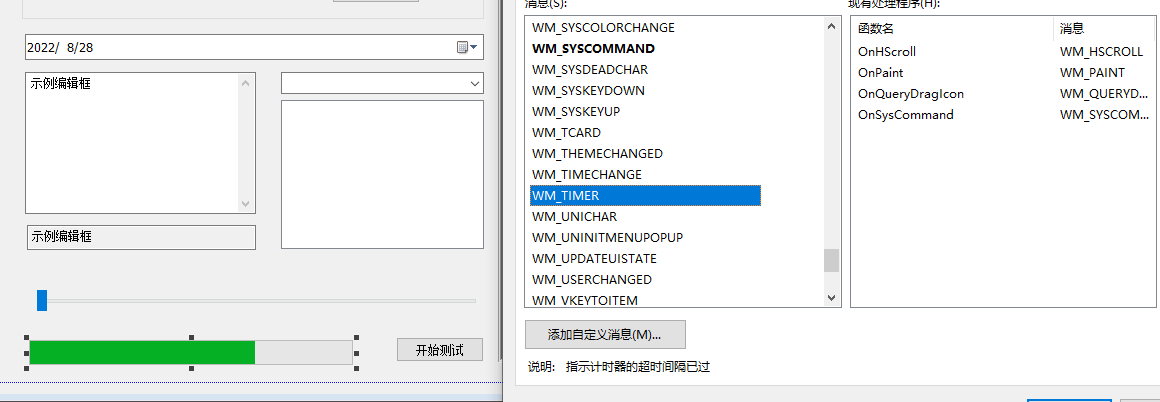 2022/ 8/28
示例编辑框
示例编辑框
开始测试
消息(S):
WM_SYSCOLORCHANGE
WM_SYSCOMMAND
WM_SYSDEADCHAR
WM_SYSKEYDOWN
WM_SYSKEYUP
WM_TCARD
WM_THEMECHANGED
WM_TIMECHANGE
WM_TIMER
WM_UNICHAR
WM_UNINITMENUPOPUP
WM_UPDATEUISTATE
WM_USERCHANGED
WM_VKEYTOITEM
现有处理程序(H):
函数名 消息
OnHScroll WM_HSCROLL
OnPaint WM_PAINT
OnQueryDragIcon WM_QUERYD...
OnSysCommand WM_SYSCOM...
添加自定义消息(M)...
说明: 指示计时器的超时间隔已过